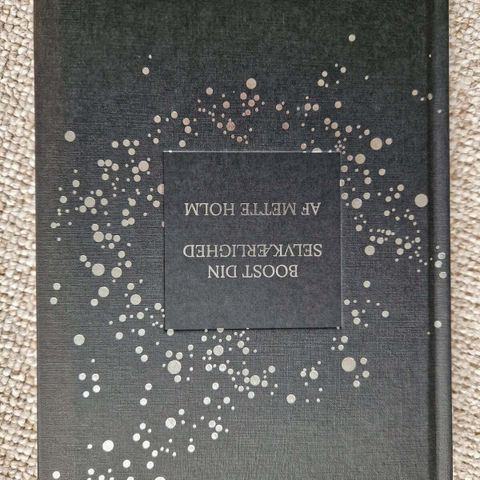 BOOST DIN
SELVKÆRLIGHED
AF METTE HOLM